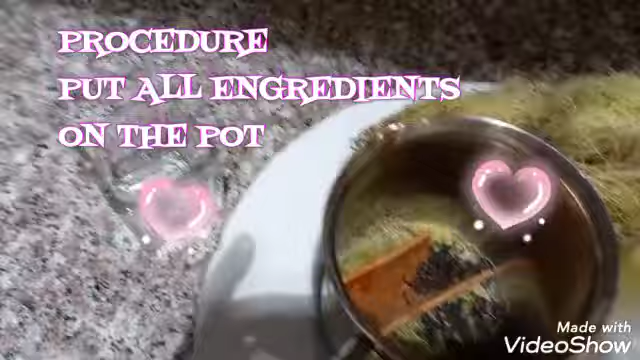 PROCEDURE
PUT ALL ENGREDIENTS
ON THE POT
Made with
VideoShow